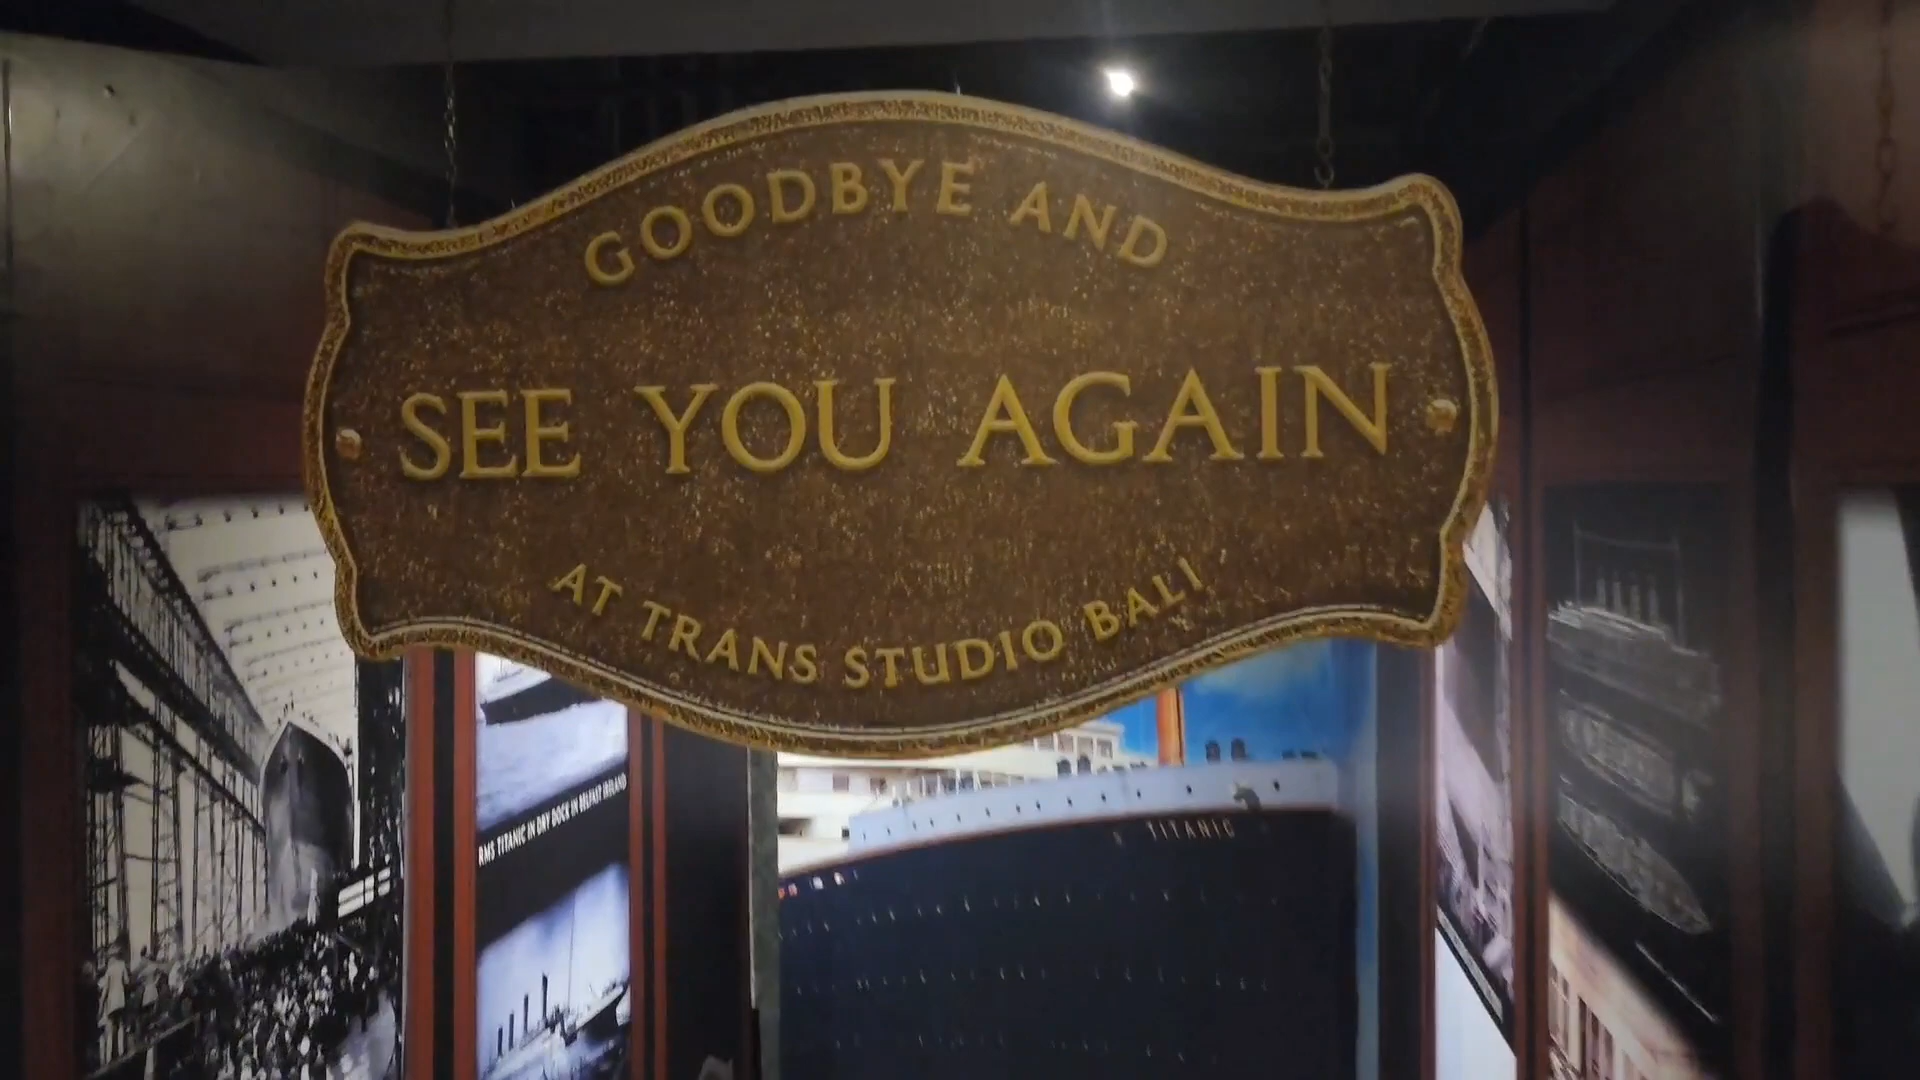 GOODBYE AND
SEE YOU AGAIN
AT TRANS STUDIO BALI
RMS TITANIC IN DRY DOCK IN BELFAST IRELAND
TITANIC